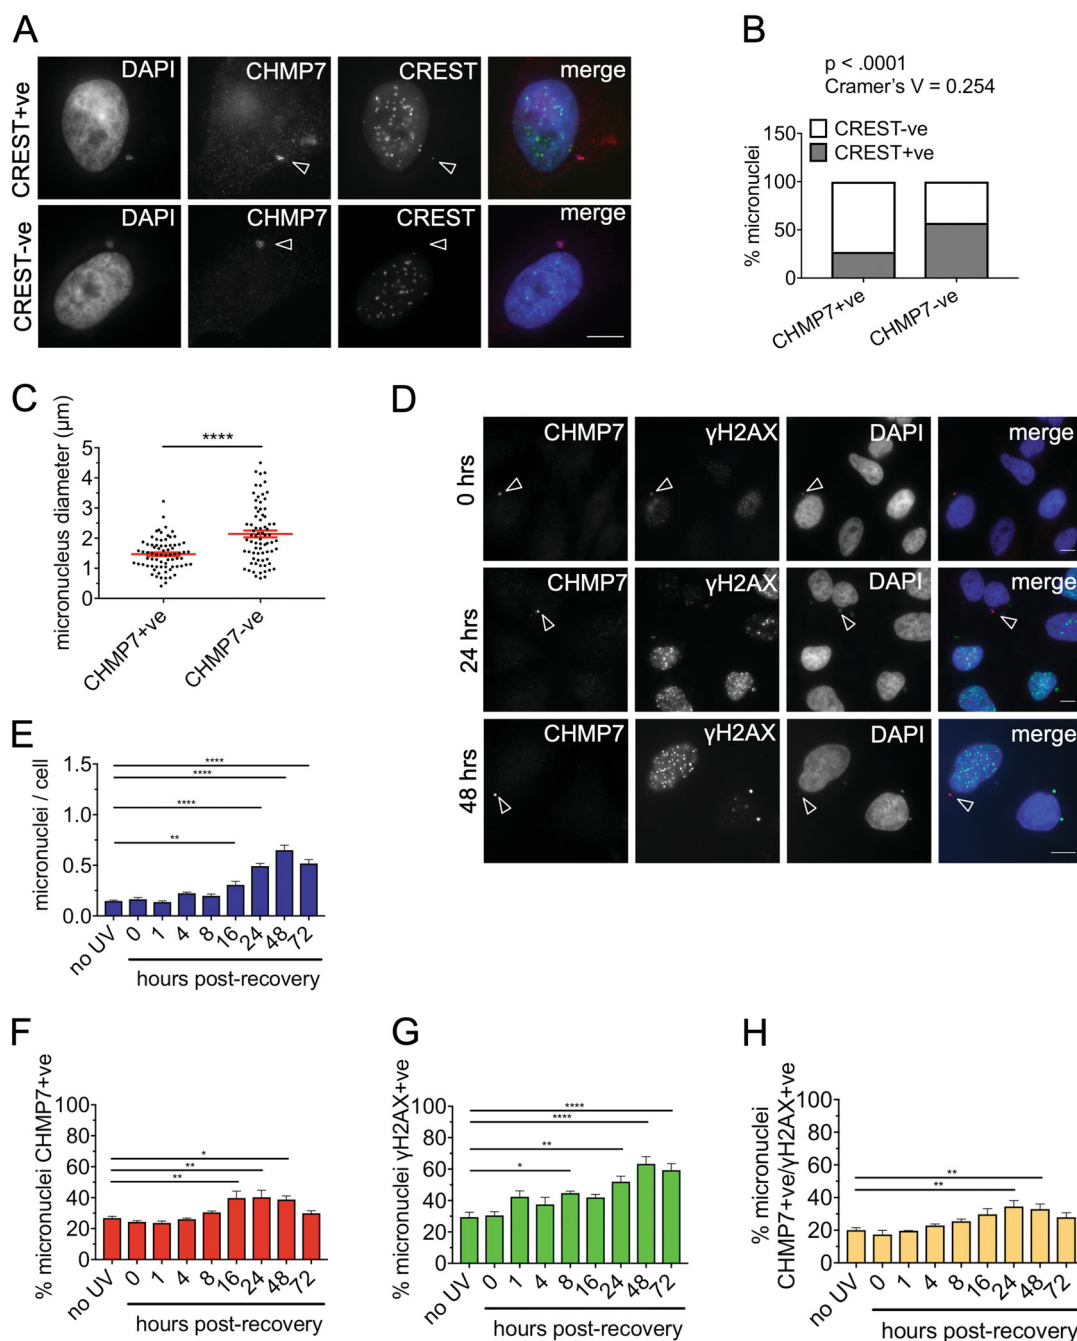 A
DAPI CHMP7 CREST merge
CREST+ve
DAPI CHMP7 CREST merge
CREST-ve
B
p < .0001
Cramer's V = 0.254
CREST-ve
CREST+ve
% micronuclei
150
100
50
0
CHMP7+ve CHMP7-ve
C
micronucleus diameter (µm)
****
5
4
3
2
1
0
CHMP7+ve CHMP7-ve
D
CHMP7 γH2AX DAPI merge
0 hrs
CHMP7 γH2AX DAPI merge
24 hrs
CHMP7 γH2AX DAPI merge
48 hrs
E
micronuclei / cell
1.5
1.0
0.5
0.0
****
****
****
**
no UV 0 1 4 8 16 24 48 72
hours post-recovery
F
% micronuclei CHMP7+ve
100
80
60
40
20
0
*
**
**
no UV 0 1 4 8 16 24 48 72
hours post-recovery
G
% micronuclei γH2AX+ve
100
80
60
40
20
0
****
****
**
*
no UV 0 1 4 8 16 24 48 72
hours post-recovery
H
% micronuclei
CHMP7+ve/γH2AX+ve
100
80
60
40
20
0
**
**
no UV 0 1 4 8 16 24 48 72
hours post-recovery